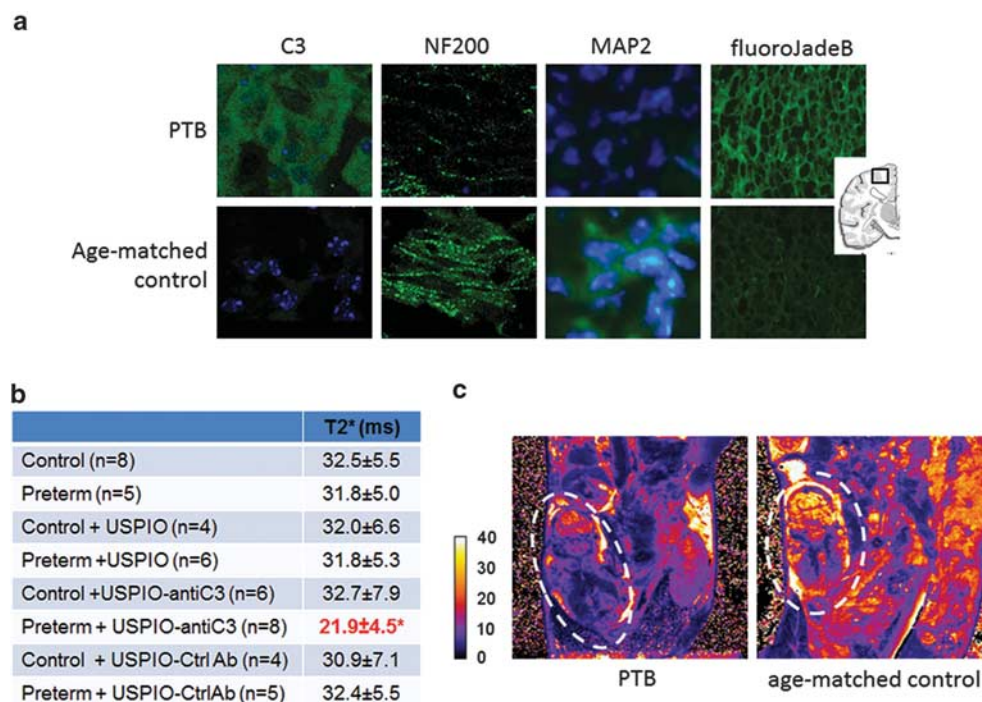 a
C3 NF200 MAP2 fluoroJadeB
PTB
Age-matched
control
b
T2* (ms)
Control (n=8) 32.5±5.5
Preterm (n=5) 31.8±5.0
Control + USPIO (n=4) 32.0±6.6
Preterm +USPIO (n=6) 31.8±5.3
Control +USPIO-antiC3 (n=6) 32.7±7.9
Preterm + USPIO-antiC3 (n=8) 21.9±4.5*
Control + USPIO-Ctrl Ab (n=4) 30.9±7.1
Preterm + USPIO-CtrlAb (n=5) 32.4±5.5
c
40
30
20
10
0
PTB age-matched control